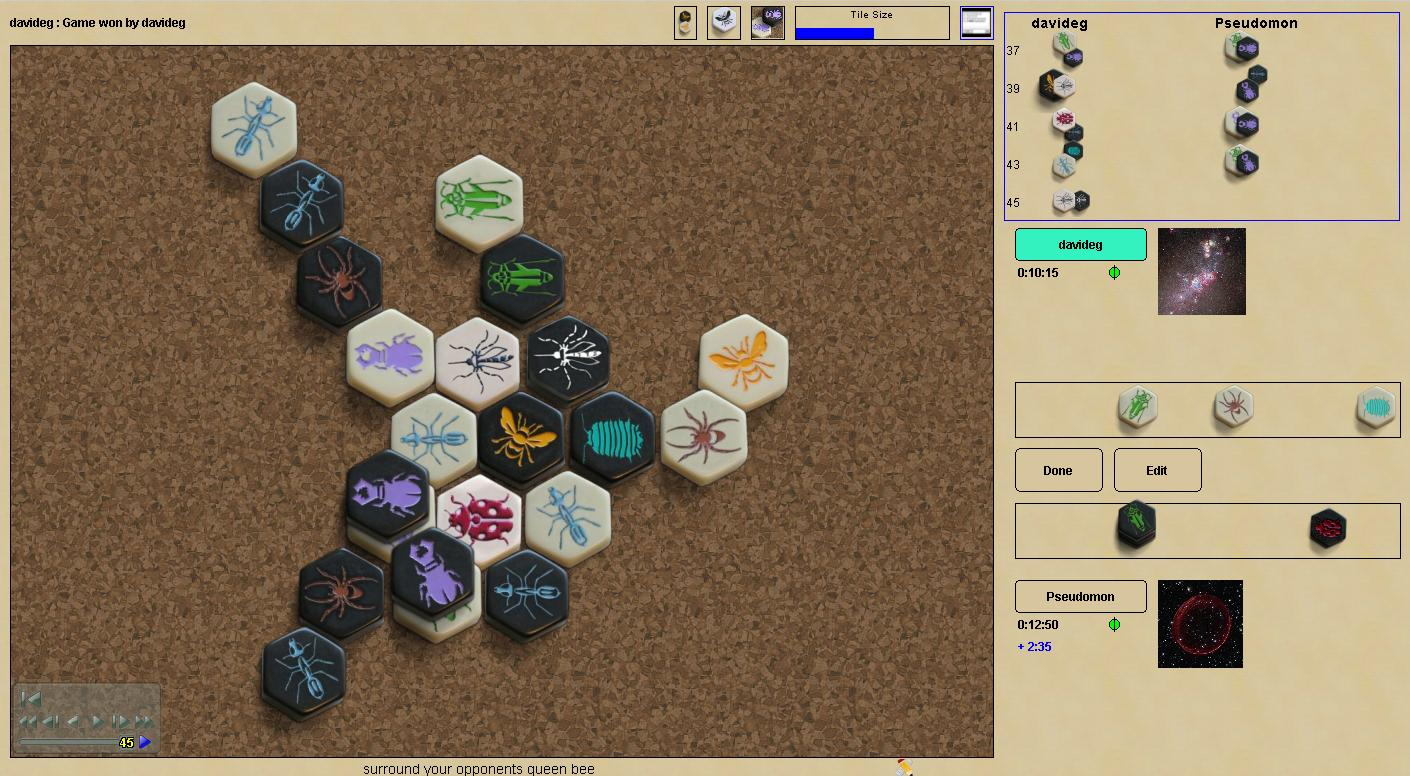 davideg : Game won by davideg
Tile Size
davideg Pseudomon
37
39
41
43
45
davideg
0:10:15
Done Edit
Pseudomon
0:12:50
+ 2:35
45
surround your opponents queen bee